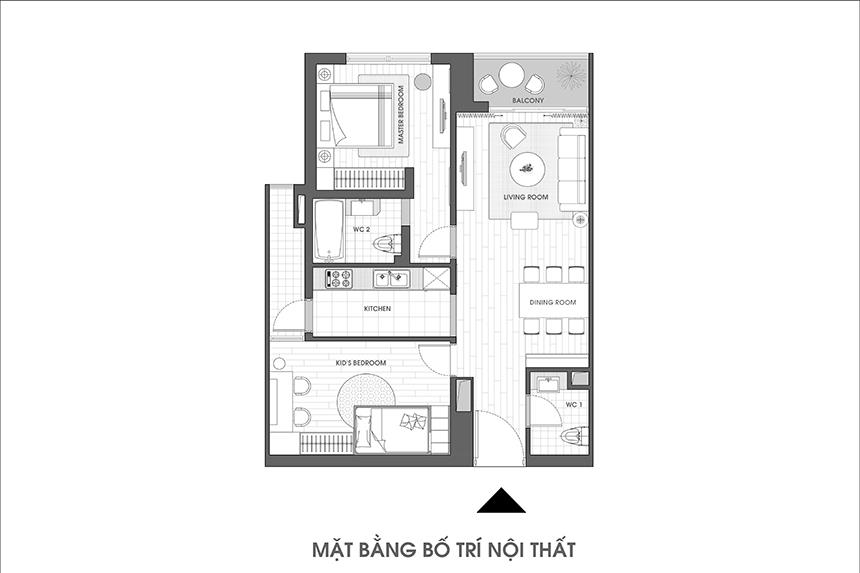 BALCONY
MASTER BEDROOM
LIVING ROOM
WC 2
DINING ROOM
KITCHEN
KID'S BEDROOM
WC 1
MẶT BẰNG BỐ TRÍ NỘI THẤT